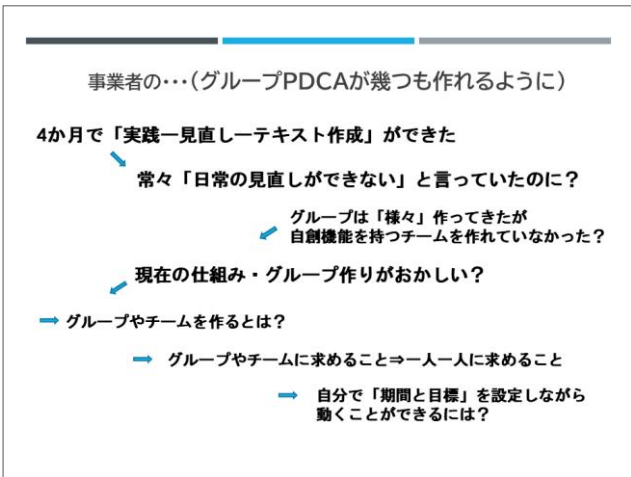 事業者の・・・(グループPDCAが幾つも作れるように)
4か月で「実践―見直し―テキスト作成」ができた
常々「日常の見直しができない」と言っていたのに？
グループは「様々」作ってきたが
自創機能を持つチームを作れていなかった？
現在の仕組み・グループ作りがおかしい？
グループやチームを作るとは？
グループやチームに求めること⇒一人一人に求めること
自分で「期間と目標」を設定しながら
動くことができるには？